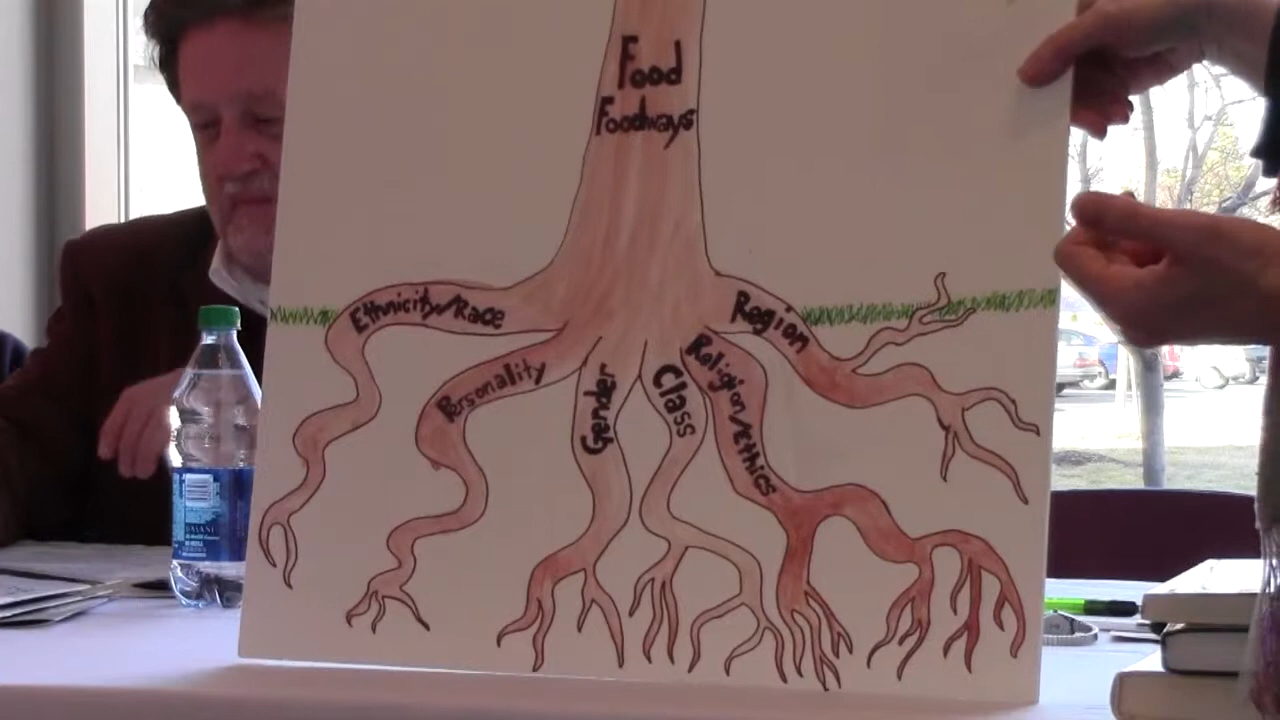 Food
Foodways
Ethnicity/Race
Personality
Gender
Class
Religion/Ethics
Region